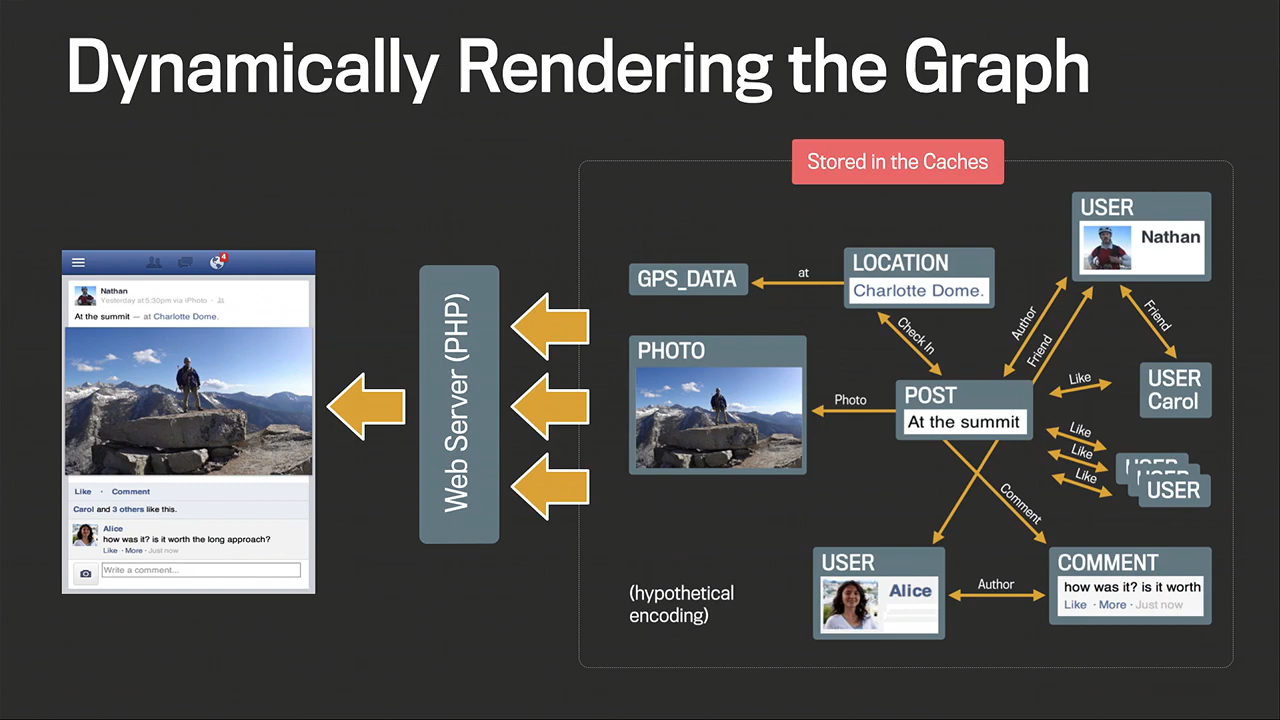 Dynamically Rendering the Graph
Stored in the Caches
4
Nathan
Yesterday at 5:30pm via iPhoto ·
At the summit — at Charlotte Dome.
Like · Comment
Carol and 3 others like this.
Alice
how was it? is it worth the long approach?
Like · More · Just now
Write a comment...
Web Server (PHP)
GPS_DATA
at
LOCATION
Charlotte Dome.
USER
Nathan
Check In
Author
Friend
Friend
PHOTO
Photo
POST
At the summit
Like
USER
Carol
Like
Like
Like
USER
USER
USER
Comment
(hypothetical
encoding)
USER
Alice
Author
COMMENT
how was it? is it worth
Like · More · Just now